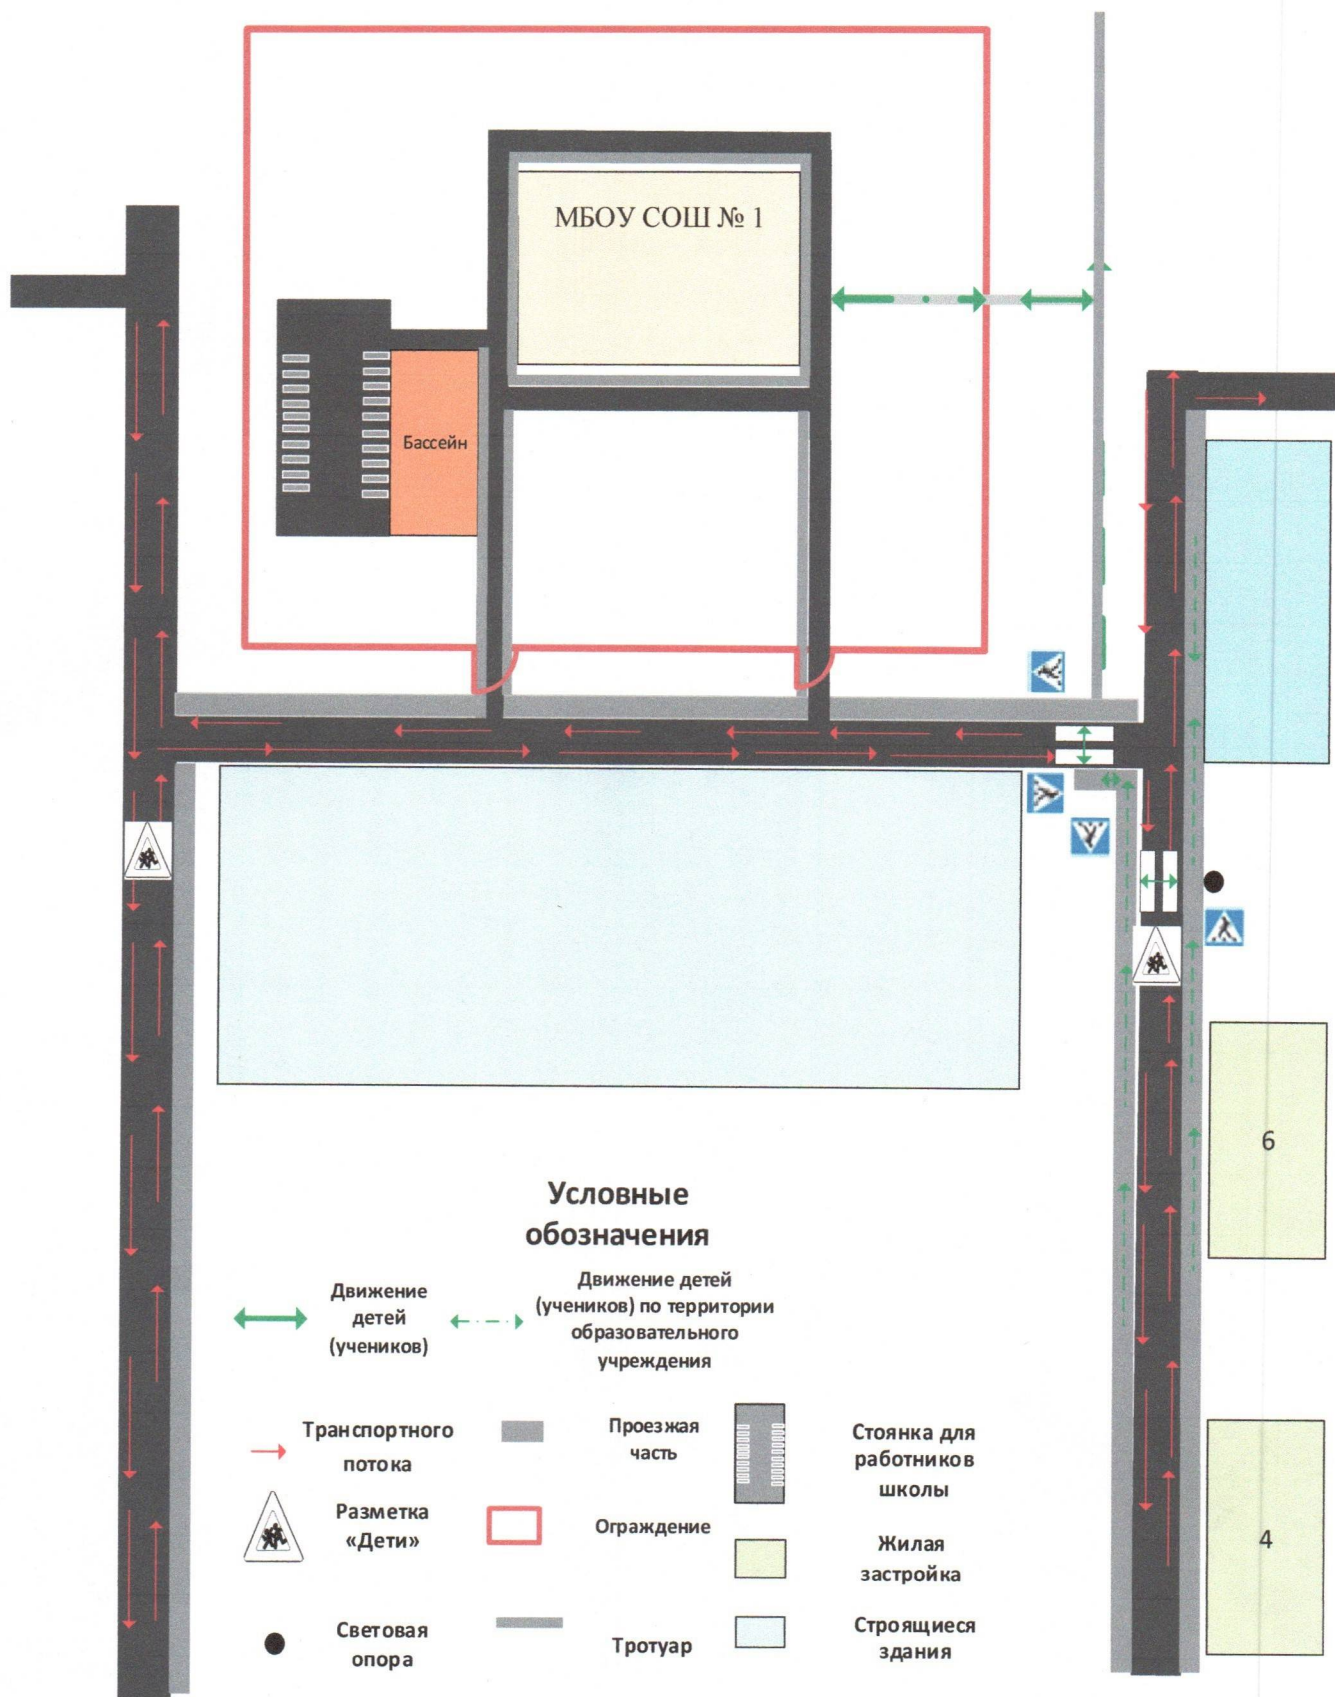 МБОУ СОШ № 1
Бассейн
6
4
Условные
обозначения
Движение
детей
(учеников)
Движение детей
(учеников) по территории
образовательного
учреждения
Транспортного
потока
Проезжая
часть
Стоянка для
работников
школы
Разметка
«Дети»
Ограждение
Жилая
застройка
Световая
опора
Тротуар
Строящиеся
здания